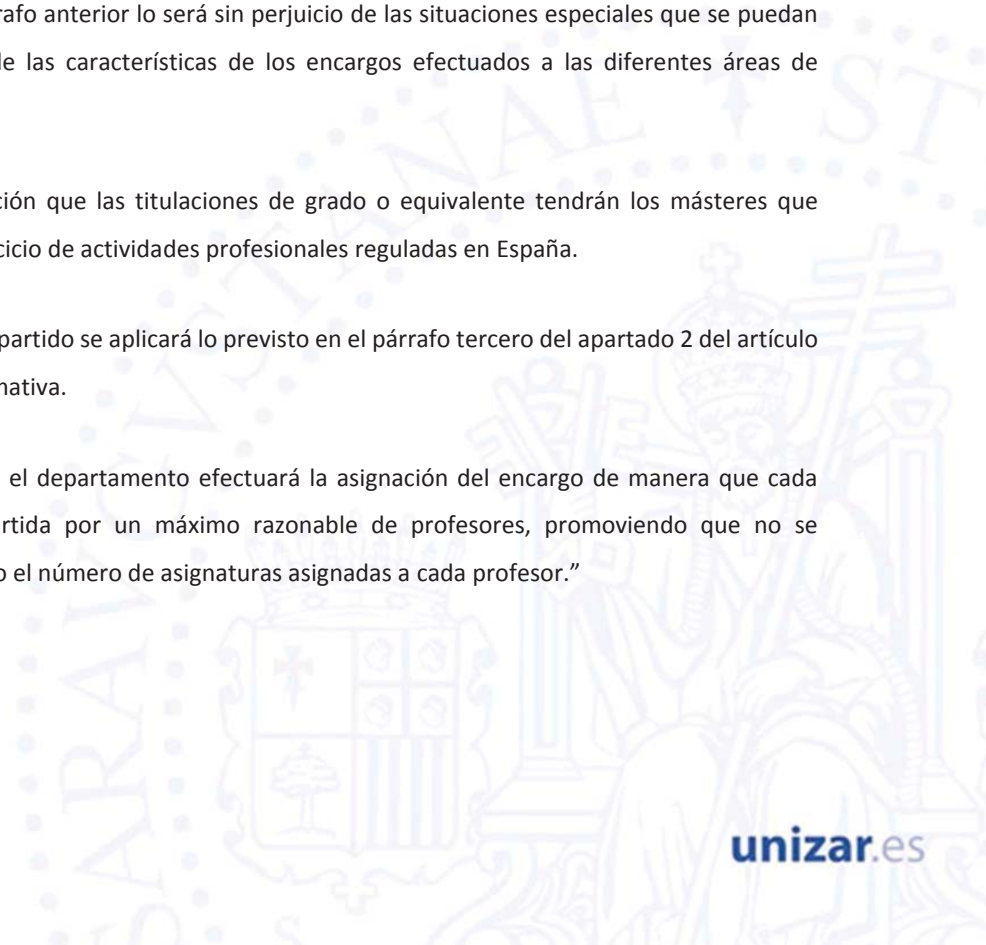 rafo anterior lo será sin perjuicio de las situaciones especiales que se puedan
de las características de los encargos efectuados a las diferentes áreas de
ción que las titulaciones de grado o equivalente tendrán los másteres que
cicio de actividades profesionales reguladas en España.
partido se aplicará lo previsto en el párrafo tercero del apartado 2 del artículo
mativa.
el departamento efectuará la asignación del encargo de manera que cada
rtida por un máximo razonable de profesores, promoviendo que no se
o el número de asignaturas asignadas a cada profesor.”
unizar.es